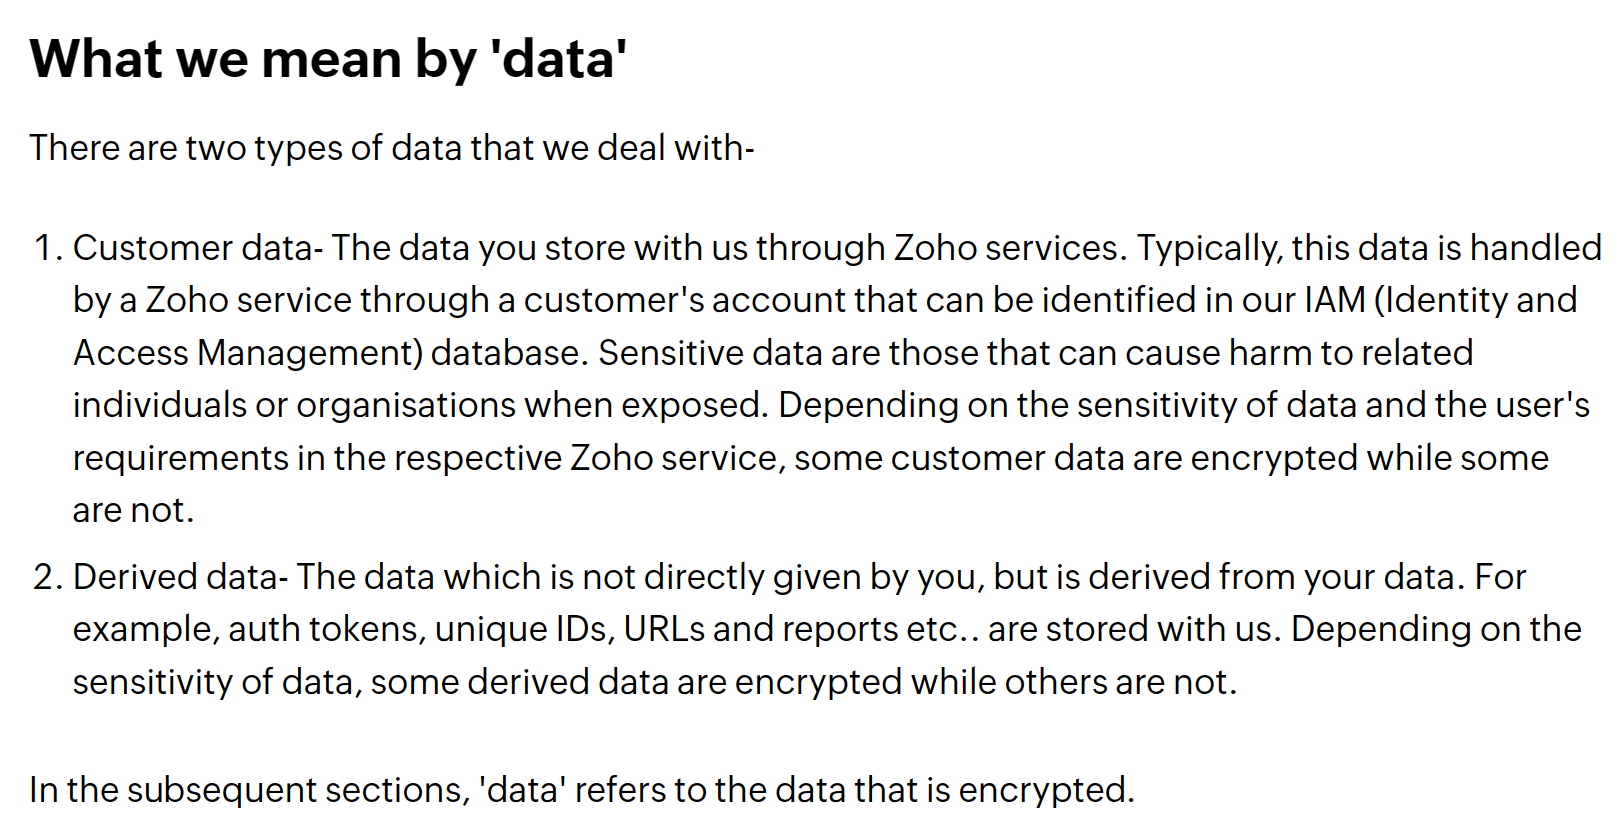 What we mean by 'data'
There are two types of data that we deal with-
1. Customer data- The data you store with us through Zoho services. Typically, this data is handled
by a Zoho service through a customer's account that can be identified in our IAM (Identity and
Access Management) database. Sensitive data are those that can cause harm to related
individuals or organisations when exposed. Depending on the sensitivity of data and the user's
requirements in the respective Zoho service, some customer data are encrypted while some
are not.
2. Derived data- The data which is not directly given by you, but is derived from your data. For
example, auth tokens, unique IDs, URLs and reports etc.. are stored with us. Depending on the
sensitivity of data, some derived data are encrypted while others are not.
In the subsequent sections, 'data' refers to the data that is encrypted.